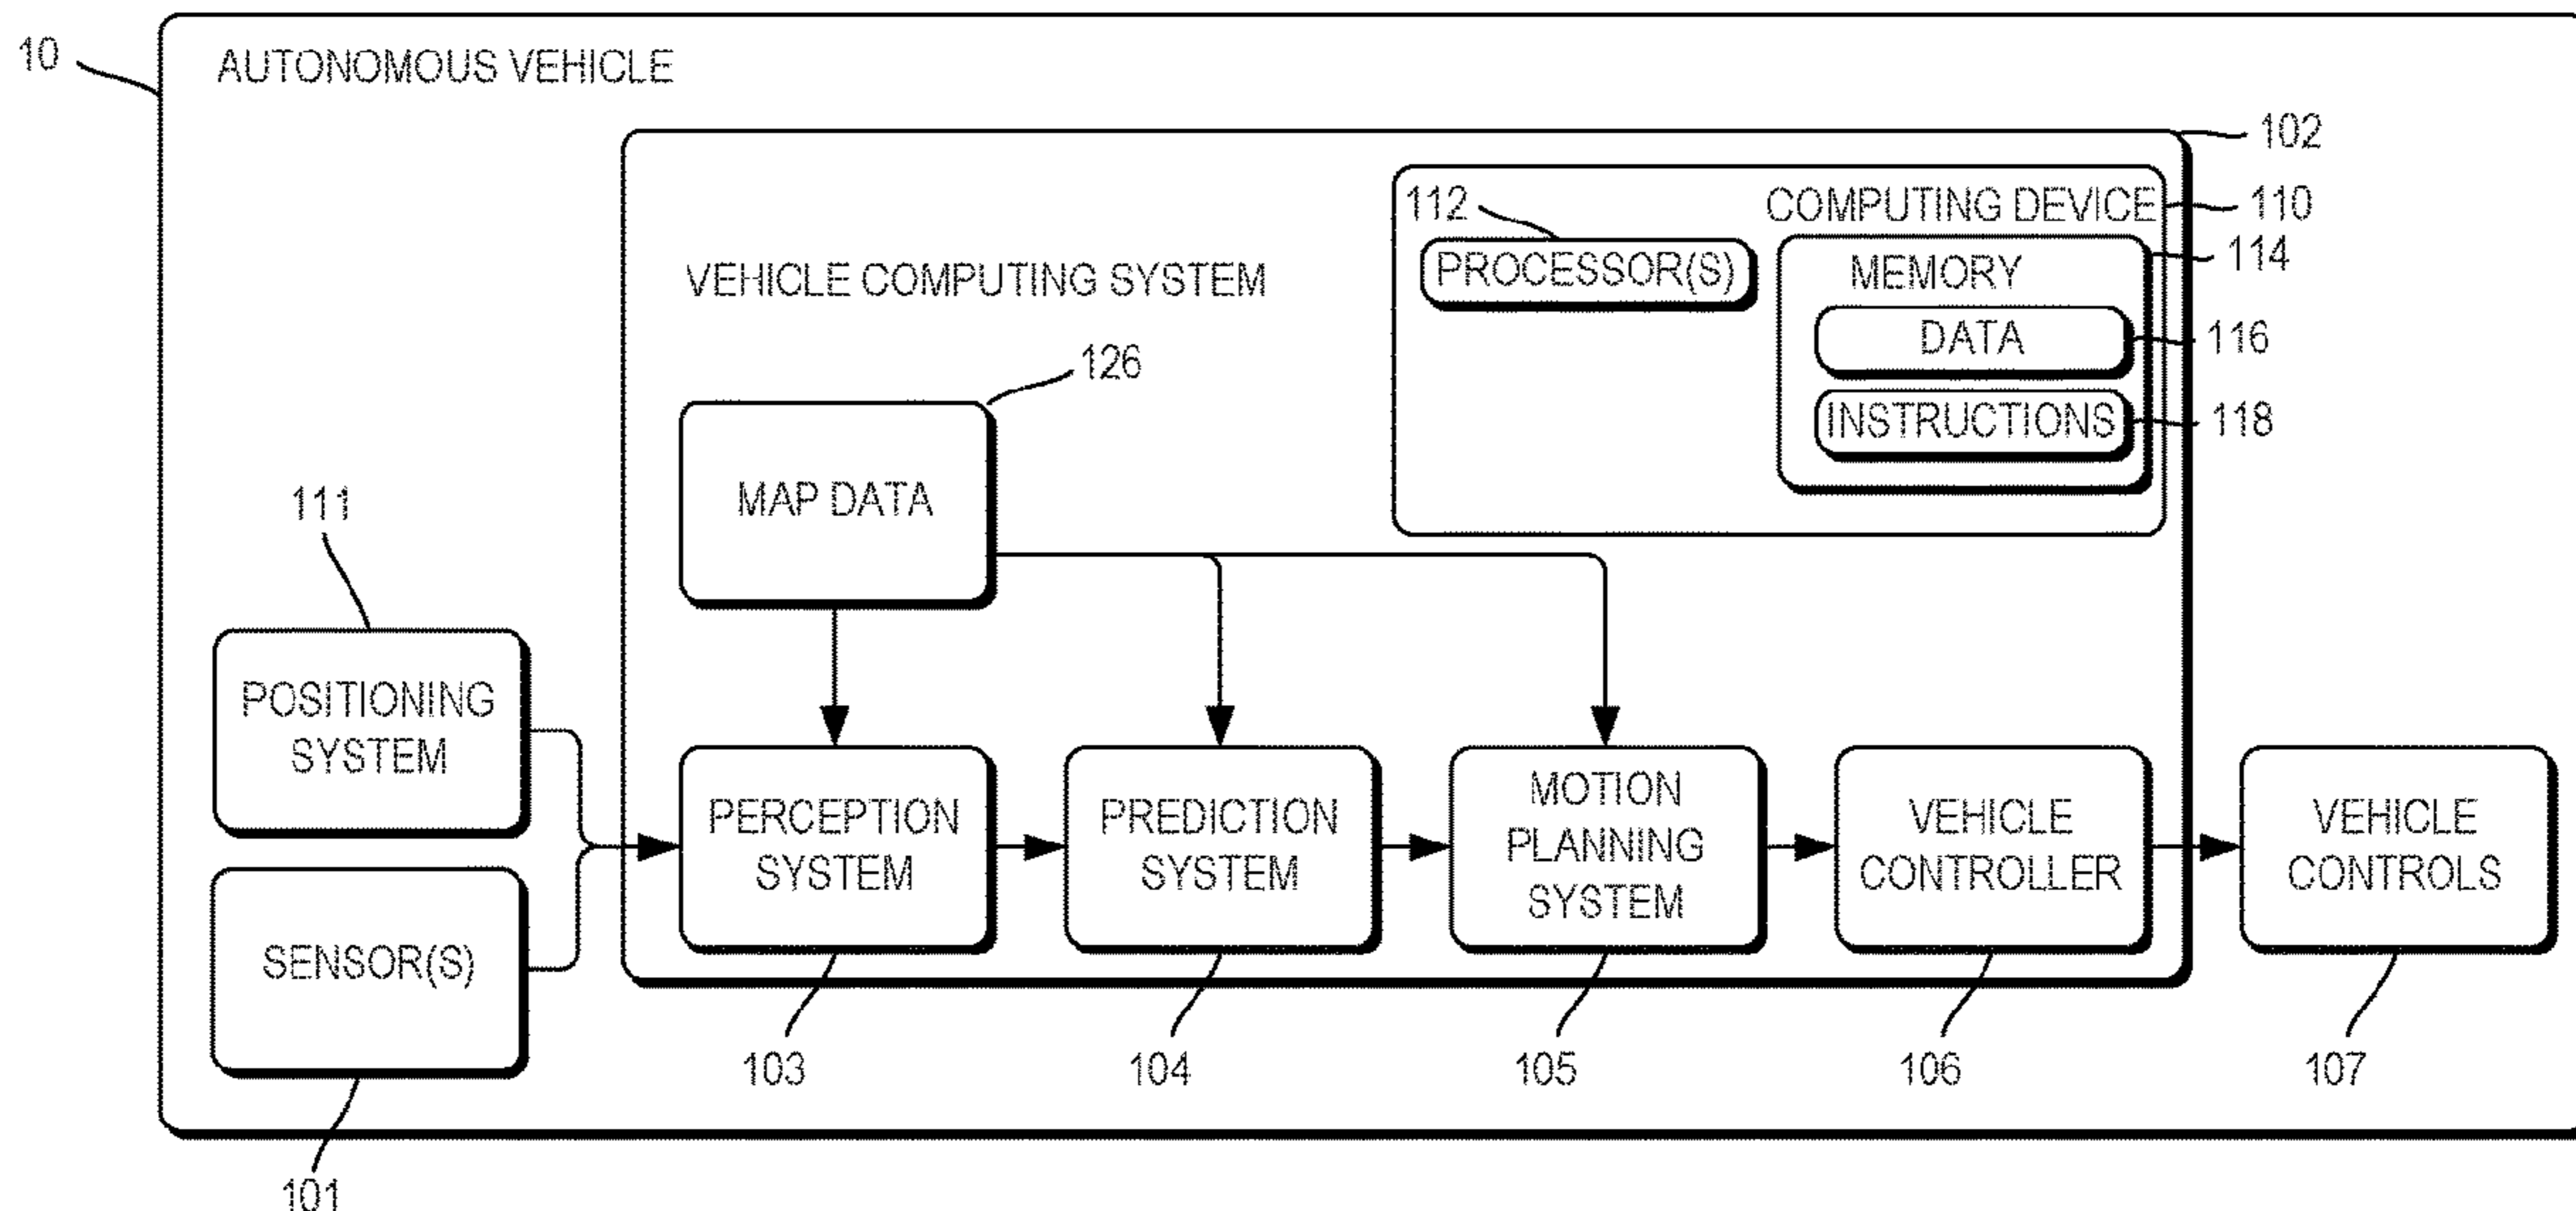 10
AUTONOMOUS VEHICLE
102
112
COMPUTING DEVICE
110
PROCESSOR(S)
MEMORY
114
VEHICLE COMPUTING SYSTEM
DATA
116
126
INSTRUCTIONS
118
MAP DATA
111
POSITIONING
SYSTEM
PERCEPTION
SYSTEM
PREDICTION
SYSTEM
MOTION
PLANNING
SYSTEM
VEHICLE
CONTROLLER
VEHICLE
CONTROLS
SENSOR(S)
103
104
105
106
107
101